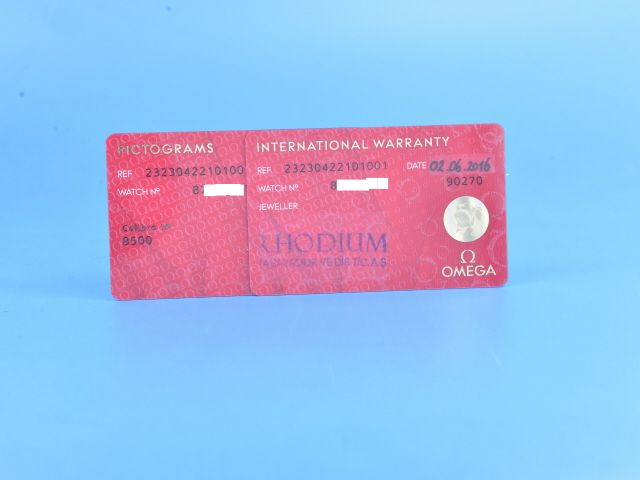 PICTOGRAMS
REF. 2323042210100
WATCH Nº 8
Calibre Nº
8500
INTERNATIONAL WARRANTY
REF. 23230422101001 DATE 02.06.2016
WATCH Nº 8 90270
JEWELLER
RHODIUM
Ω
OMEGA